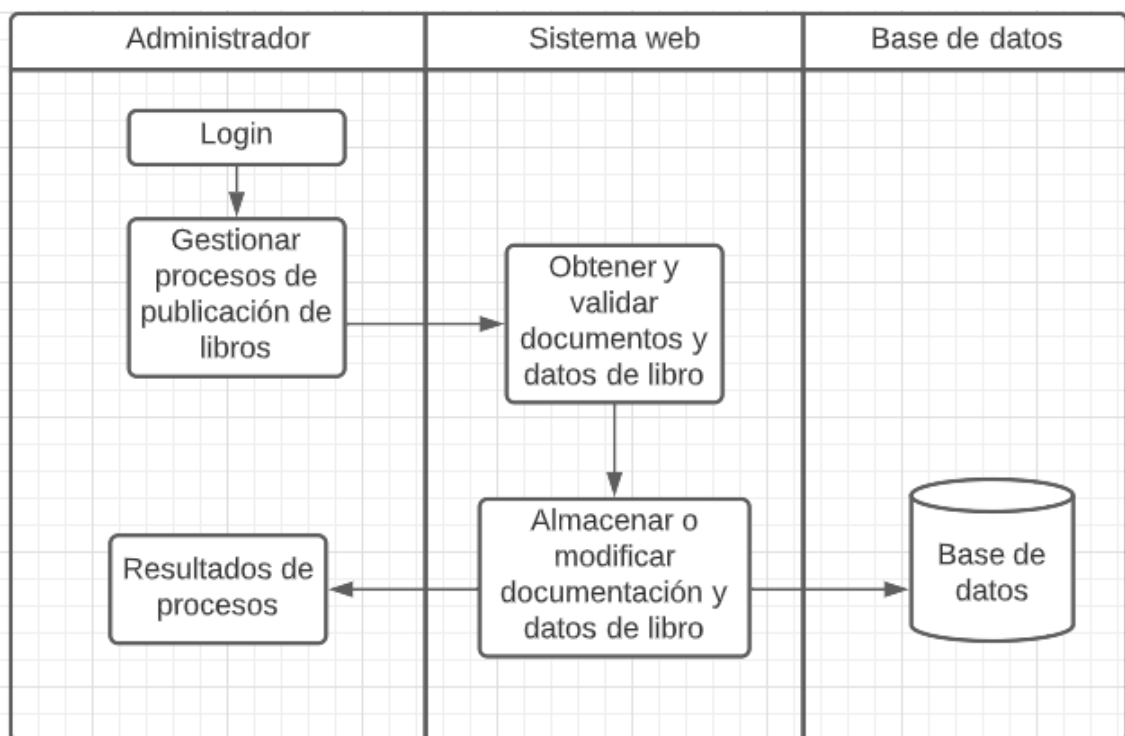 Administrador
Sistema web
Base de datos
Login
Gestionar
procesos de
publicación de
libros
Obtener y
validar
documentos y
datos de libro
Almacenar o
modificar
documentación y
datos de libro
Resultados de
procesos
Base de
datos